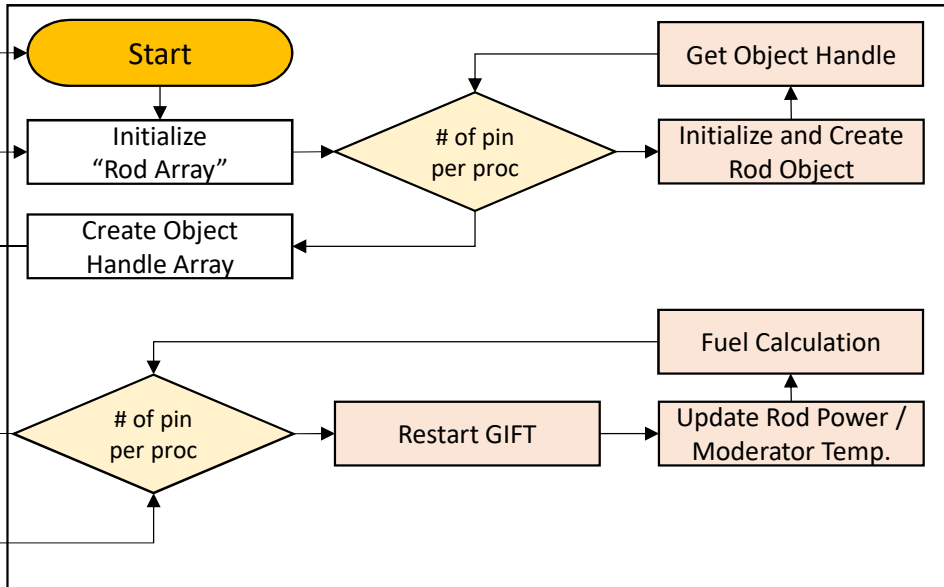 Start
Get Object Handle
Initialize
“Rod Array”
# of pin
per proc
Initialize and Create
Rod Object
Create Object
Handle Array
Fuel Calculation
# of pin
per proc
Restart GIFT
Update Rod Power /
Moderator Temp.